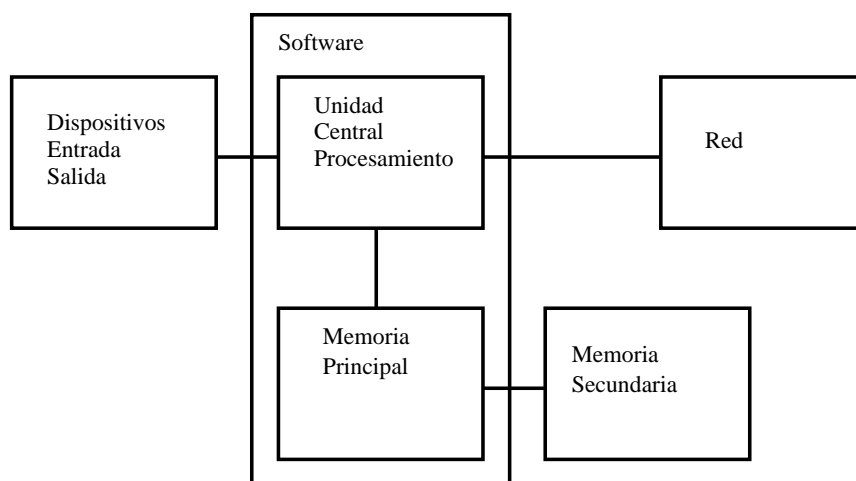 Software
Dispositivos
Entrada
Salida
Unidad
Central
Procesamiento
Red
Memoria
Principal
Memoria
Secundaria